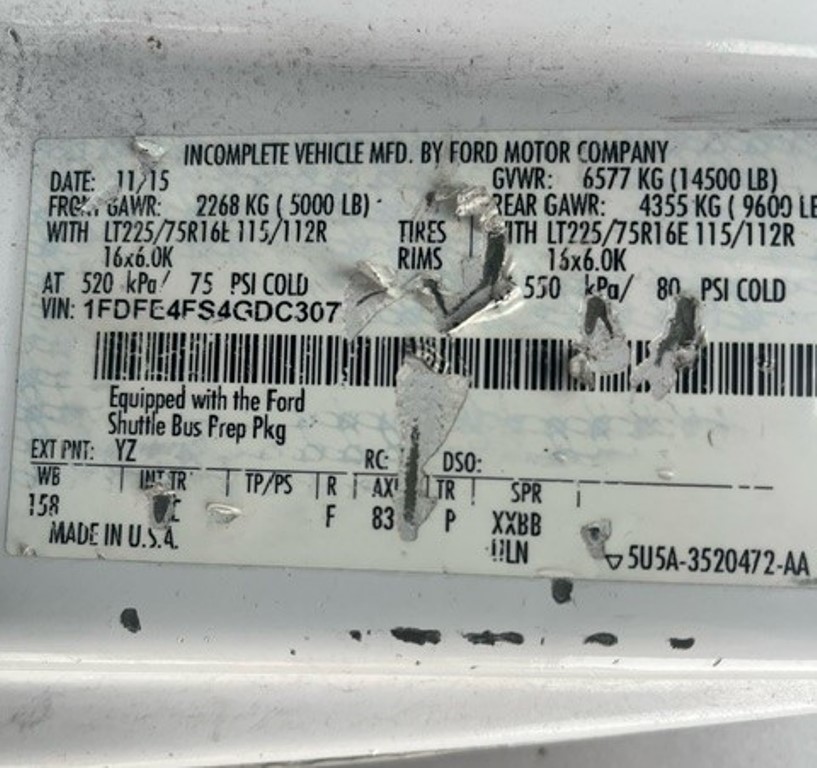 INCOMPLETE VEHICLE MFD. BY FORD MOTOR COMPANY
DATE: 11/15 GVWR: 6577 KG (14500 LB)
GAWR: 2268 KG ( 5000 LB) REAR GAWR: 4355 KG ( 9600
WITH LT225/75R16E 115/112R TIRES WITH LT225/75R16E 115/112R
16x6.0K RIMS 16x6.0K
AT 520 kPa/ 75 PSI COLD 550 kPa/ 80 PSI COLD
VIN: 1FDFE4FS4GDC307
Equipped with the Ford
Shuttle Bus Prep Pkg
EXT PNT: YZ RC: DSO:
WB INT TR TP/PS R AX TR SPR
158 F 83 P XXBB
MADE IN U.S.A. 5U5A-3520472-AA